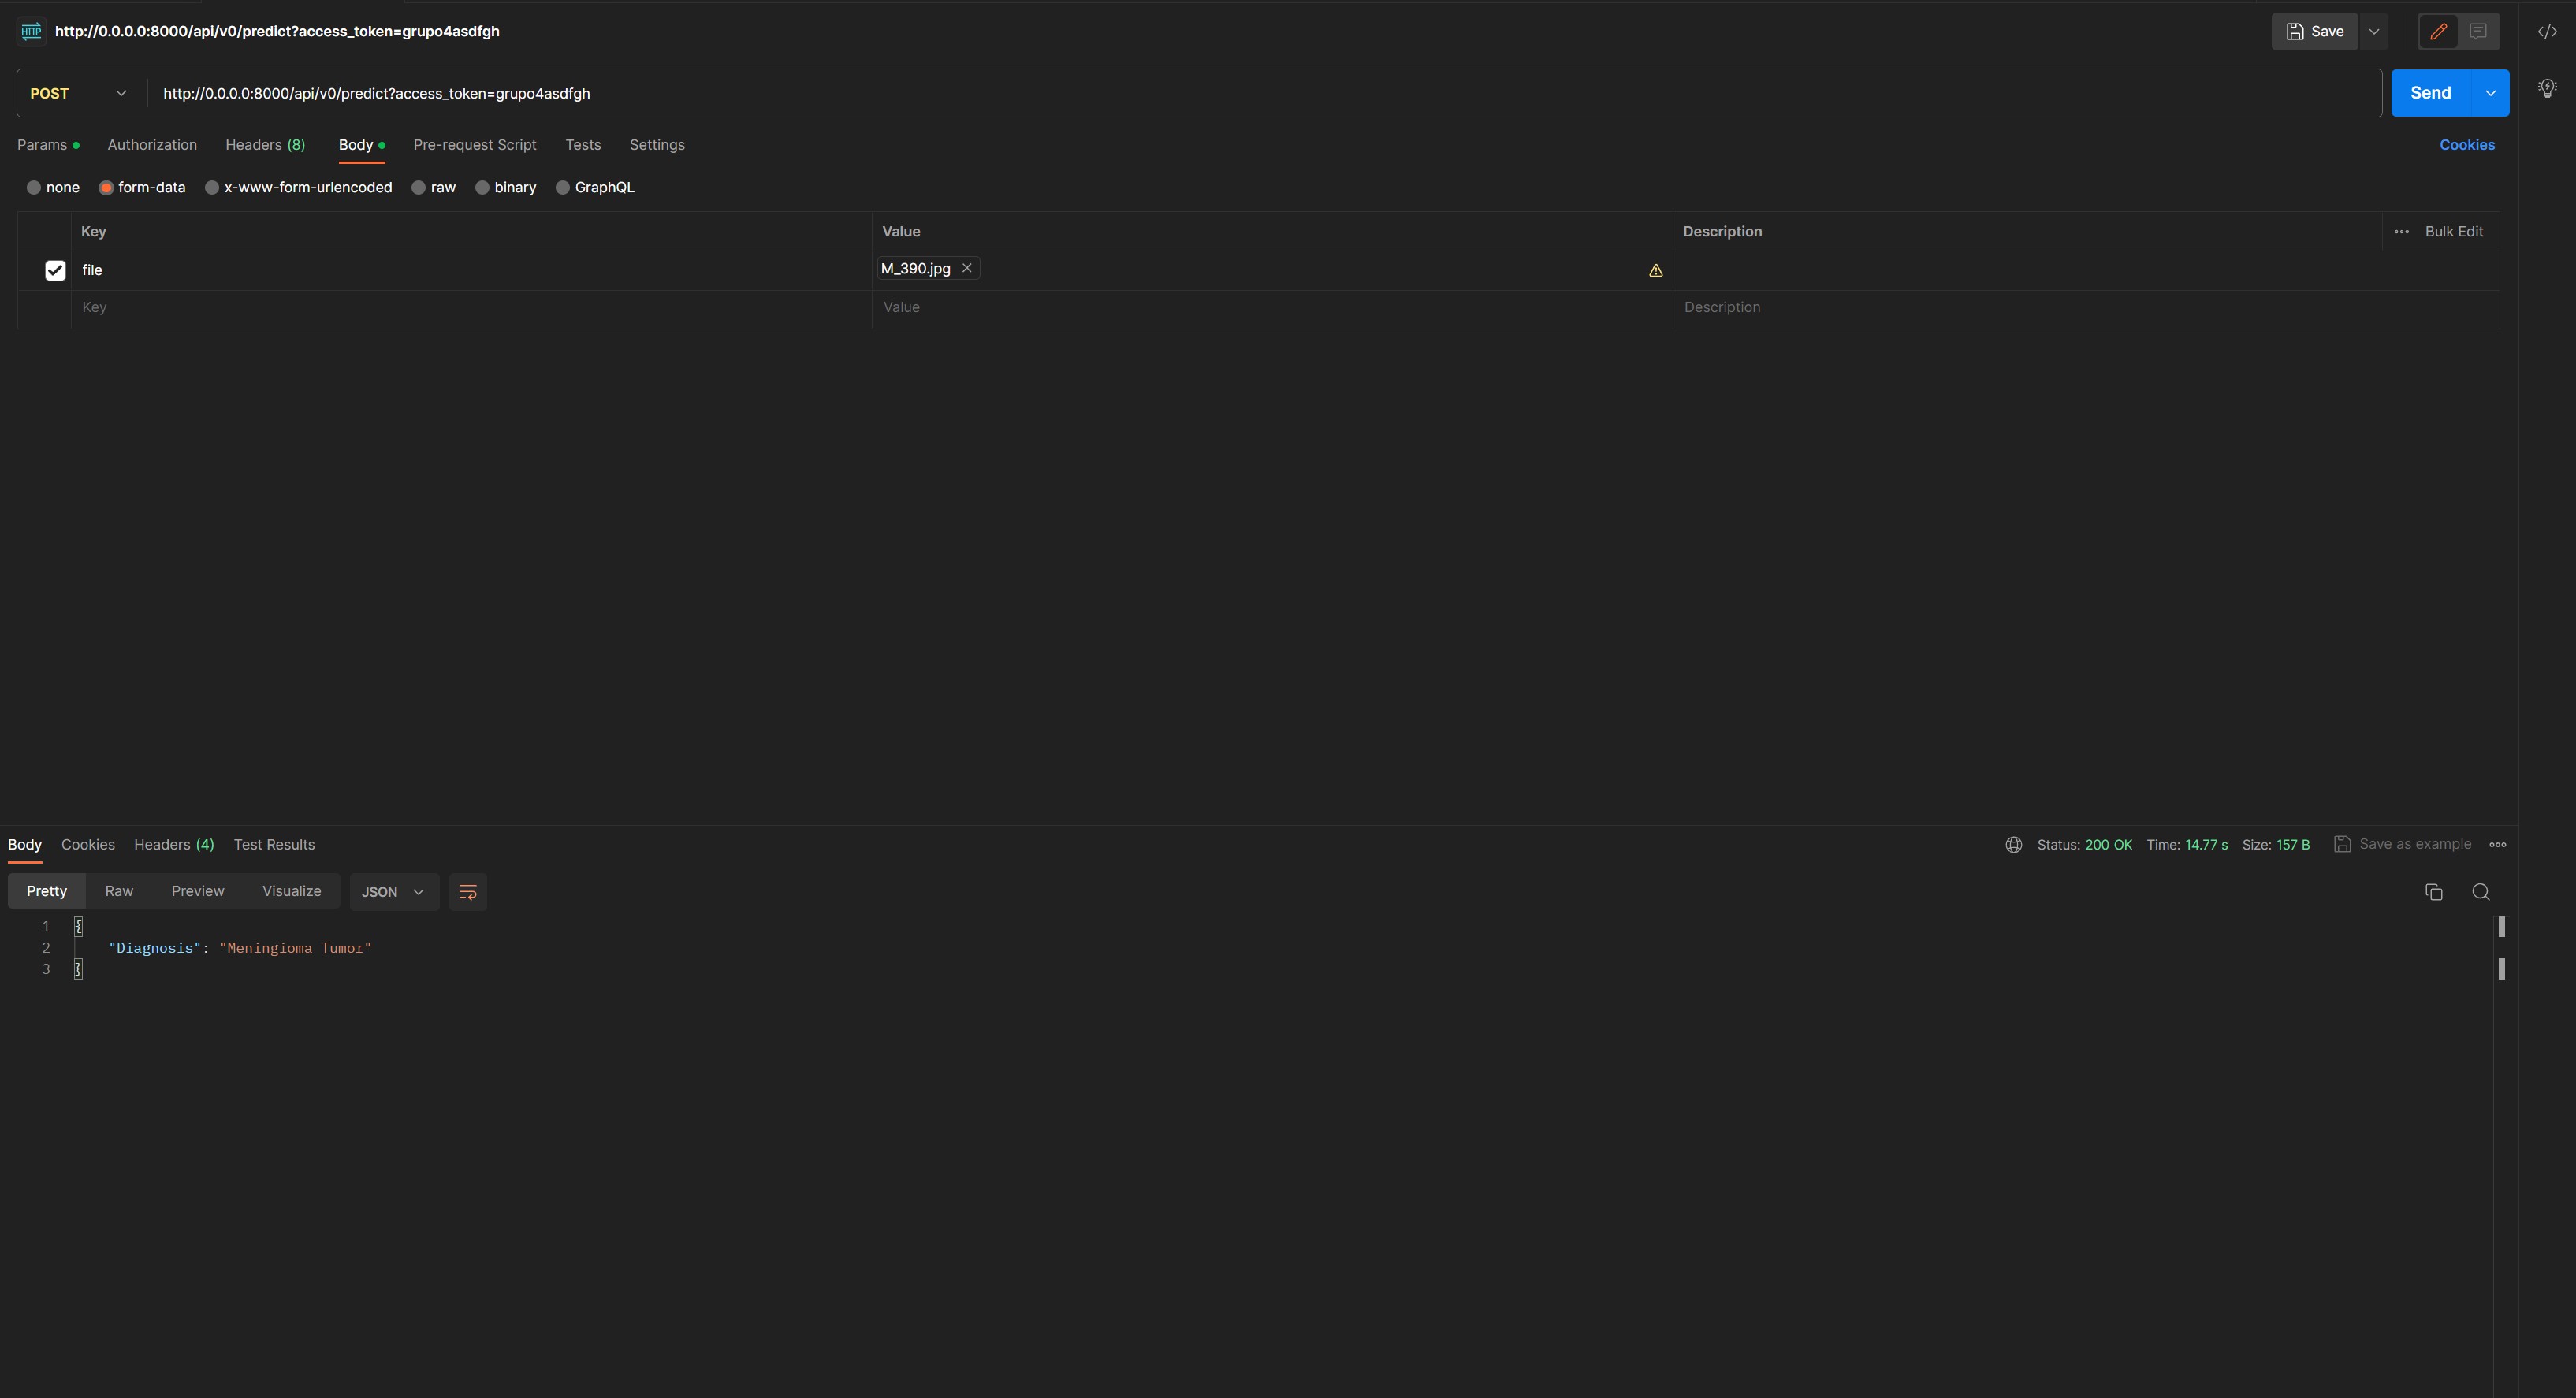 HTTP http://0.0.0.0:8000/api/v0/predict?access_token=grupo4asdfgh Save
POST http://0.0.0.0:8000/api/v0/predict?access_token=grupo4asdfgh Send
Params Authorization Headers (8) Body Pre-request Script Tests Settings Cookies
none form-data x-www-form-urlencoded raw binary GraphQL
Key Value Description Bulk Edit
file M_390.jpg
Key Value Description
Body Cookies Headers (4) Test Results Status: 200 OK Time: 14.77 s Size: 157 B Save as example
Pretty Raw Preview Visualize JSON
1 {
2 "Diagnosis": "Meningioma Tumor"
3 }